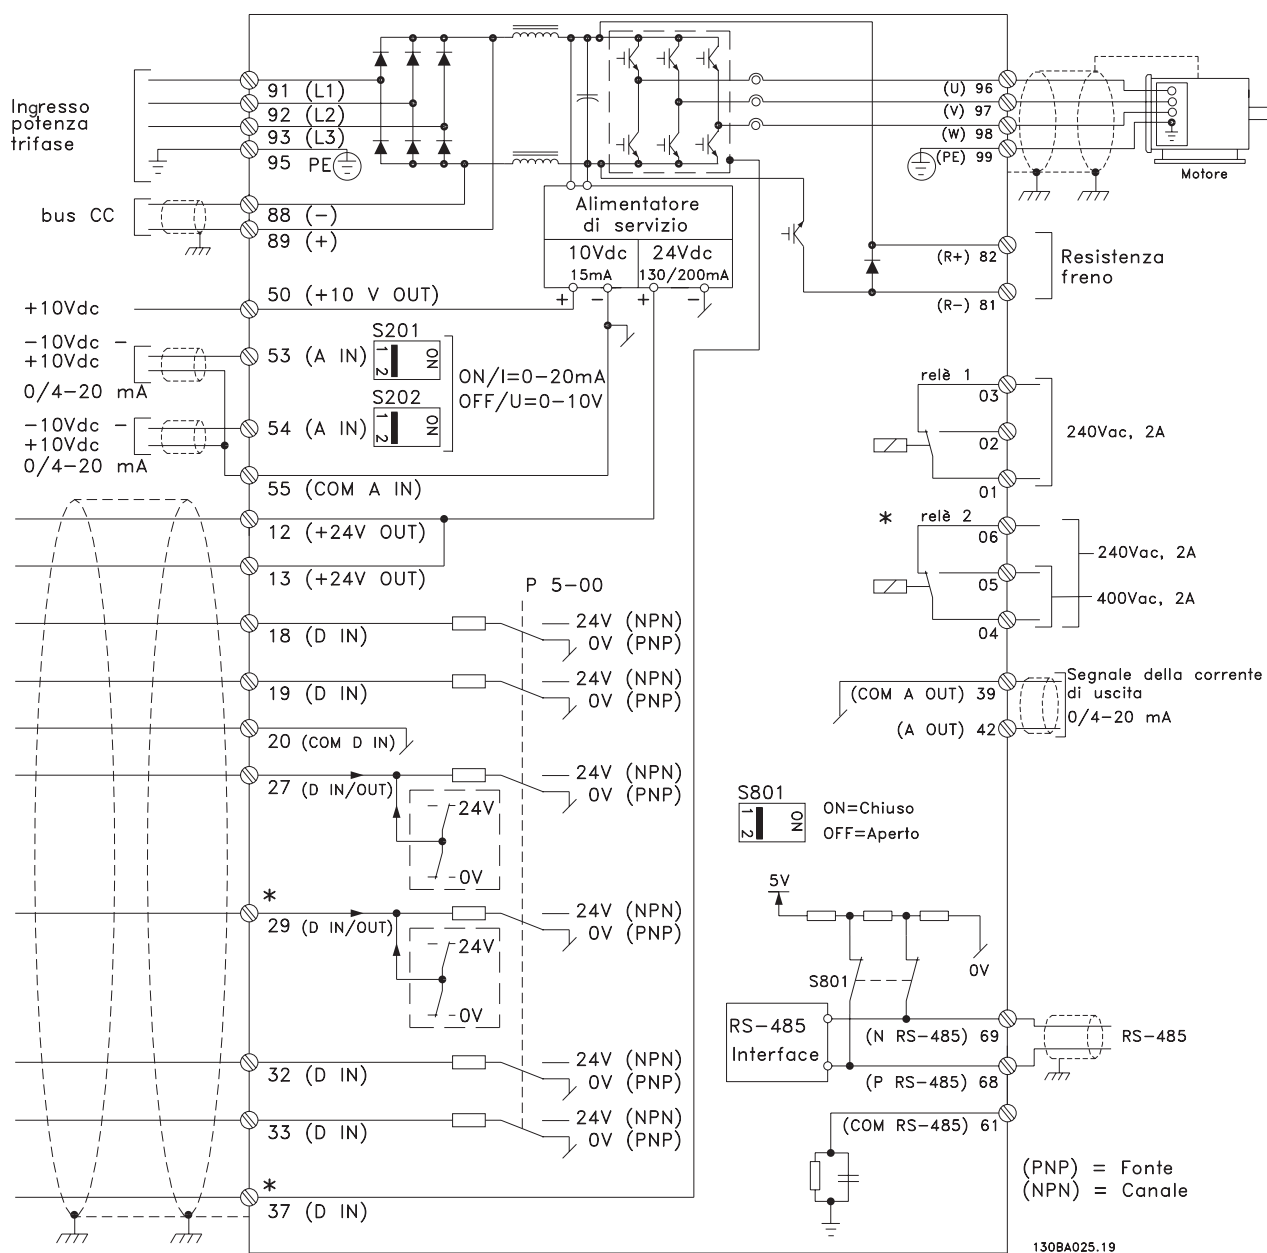 Ingresso
potenza
trifase
91 (L1)
92 (L2)
93 (L3)
95 PE
bus CC
88 (-)
89 (+)
+10Vdc
50 (+10 V OUT)
-10Vdc -
+10Vdc
0/4-20 mA
53 (A IN)
S201
1 2
ON
ON/I=0-20mA
OFF/U=0-10V
S202
1 2
ON
-10Vdc -
+10Vdc
0/4-20 mA
54 (A IN)
55 (COM A IN)
12 (+24V OUT)
13 (+24V OUT)
P 5-00
18 (D IN)
24V (NPN)
0V (PNP)
19 (D IN)
24V (NPN)
0V (PNP)
20 (COM D IN)
27 (D IN/OUT)
24V (NPN)
0V (PNP)
24V
0V
*
29 (D IN/OUT)
24V (NPN)
0V (PNP)
24V
0V
32 (D IN)
24V (NPN)
0V (PNP)
33 (D IN)
24V (NPN)
0V (PNP)
*
37 (D IN)
Alimentatore
di servizio
10Vdc
15mA
24Vdc
130/200mA
+ - + -
(U) 96
(V) 97
(W) 98
(PE) 99
Motore
(R+) 82
(R-) 81
Resistenza
freno
relè 1
03
02
01
240Vac, 2A
*
relè 2
06
05
04
240Vac, 2A
400Vac, 2A
(COM A OUT) 39
(A OUT) 42
Segnale della corrente
di uscita
0/4-20 mA
S801
1 2
ON
ON=Chiuso
OFF=Aperto
5V
0V
S801
RS-485
Interface
(N RS-485) 69
(P RS-485) 68
RS-485
(COM RS-485) 61
(PNP) = Fonte
(NPN) = Canale
130BA025.19